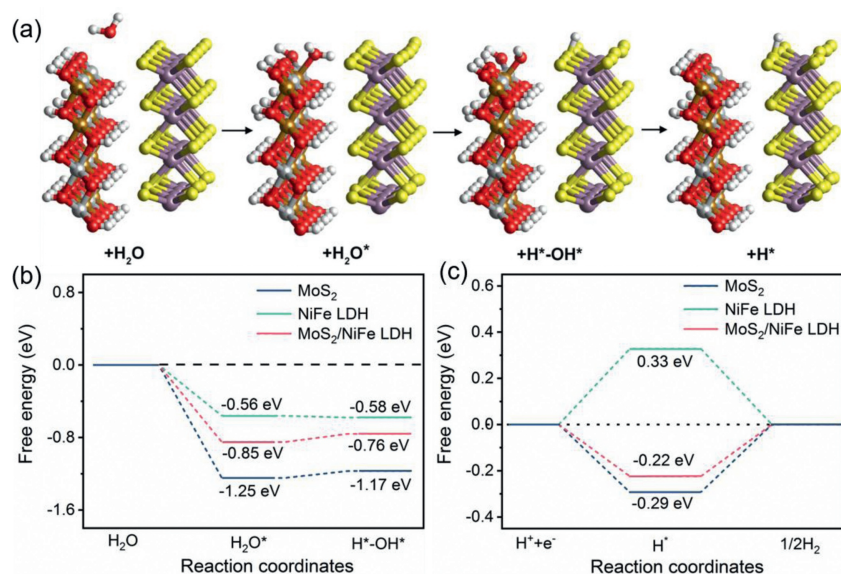 (a)
+H₂O
+H₂O*
+H*-OH*
+H*
(b)
MoS₂
NiFe LDH
MoS₂/NiFe LDH
0.8
0.0
-0.8
-1.6
Free energy (eV)
-0.56 eV
-0.58 eV
-0.85 eV
-0.76 eV
-1.25 eV
-1.17 eV
H₂O
H₂O*
H*-OH*
Reaction coordinates
(c)
MoS₂
NiFe LDH
MoS₂/NiFe LDH
0.6
0.4
0.2
0.0
-0.2
-0.4
Free energy (eV)
0.33 eV
-0.22 eV
-0.29 eV
H⁺+e⁻
H*
1/2H₂
Reaction coordinates